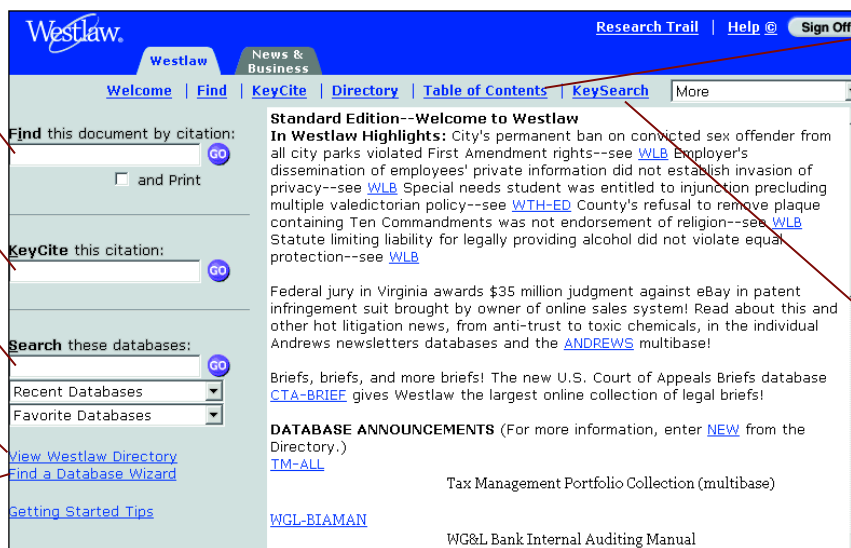 Westlaw.
Research Trail | Help © Sign Off
Westlaw
News &
Business
Welcome | Find | KeyCite | Directory | Table of Contents | KeySearch More
Find this document by citation:
GO
and Print
KeyCite this citation:
GO
Search these databases:
GO
Recent Databases
Favorite Databases
View Westlaw Directory
Find a Database Wizard
Getting Started Tips
Standard Edition--Welcome to Westlaw
In Westlaw Highlights: City's permanent ban on convicted sex offender from
all city parks violated First Amendment rights--see WLB Employer's
dissemination of employees' private information did not establish invasion of
privacy--see WLB Special needs student was entitled to injunction precluding
multiple valedictorian policy--see WTH-ED County's refusal to remove plaque
containing Ten Commandments was not endorsement of religion--see WLB
Statute limiting liability for legally providing alcohol did not violate equal
protection--see WLB
Federal jury in Virginia awards $35 million judgment against eBay in patent
infringement suit brought by owner of online sales system! Read about this and
other hot litigation news, from anti-trust to toxic chemicals, in the individual
Andrews newsletters databases and the ANDREWS multibase!
Briefs, briefs, and more briefs! The new U.S. Court of Appeals Briefs database
CTA-BRIEF gives Westlaw the largest online collection of legal briefs!
DATABASE ANNOUNCEMENTS (For more information, enter NEW from the
Directory.)
TM-ALL
Tax Management Portfolio Collection (multibase)
WGL-BIAMAN
WG&L Bank Internal Auditing Manual